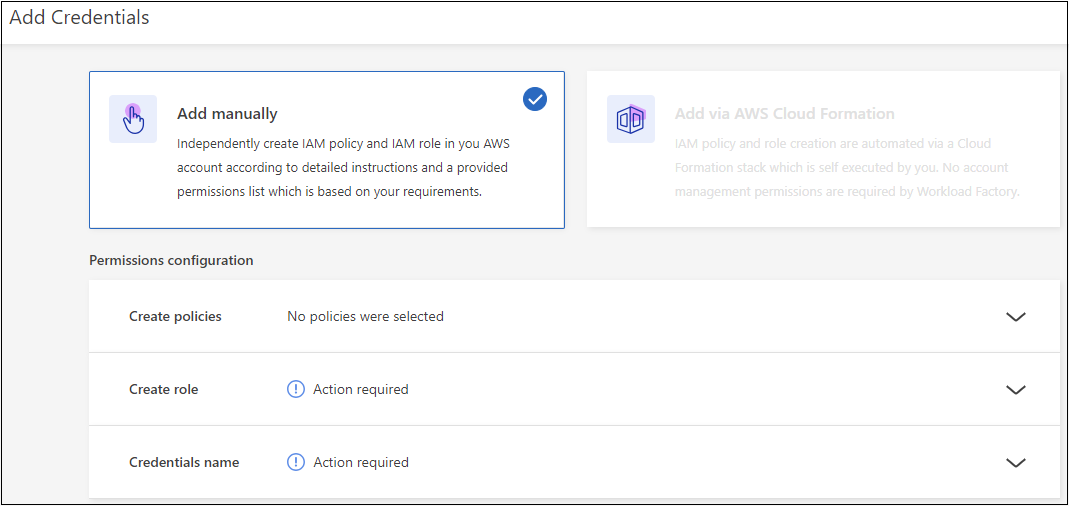 Add Credentials
Add manually
Independently create IAM policy and IAM role in you AWS
account according to detailed instructions and a provided
permissions list which is based on your requirements.
Add via AWS Cloud Formation
IAM policy and role creation are automated via a Cloud
Formation stack which is self executed by you. No account
management permissions are required by Workload Factory.
Permissions configuration
Create policies No policies were selected
Create role Action required
Credentials name Action required